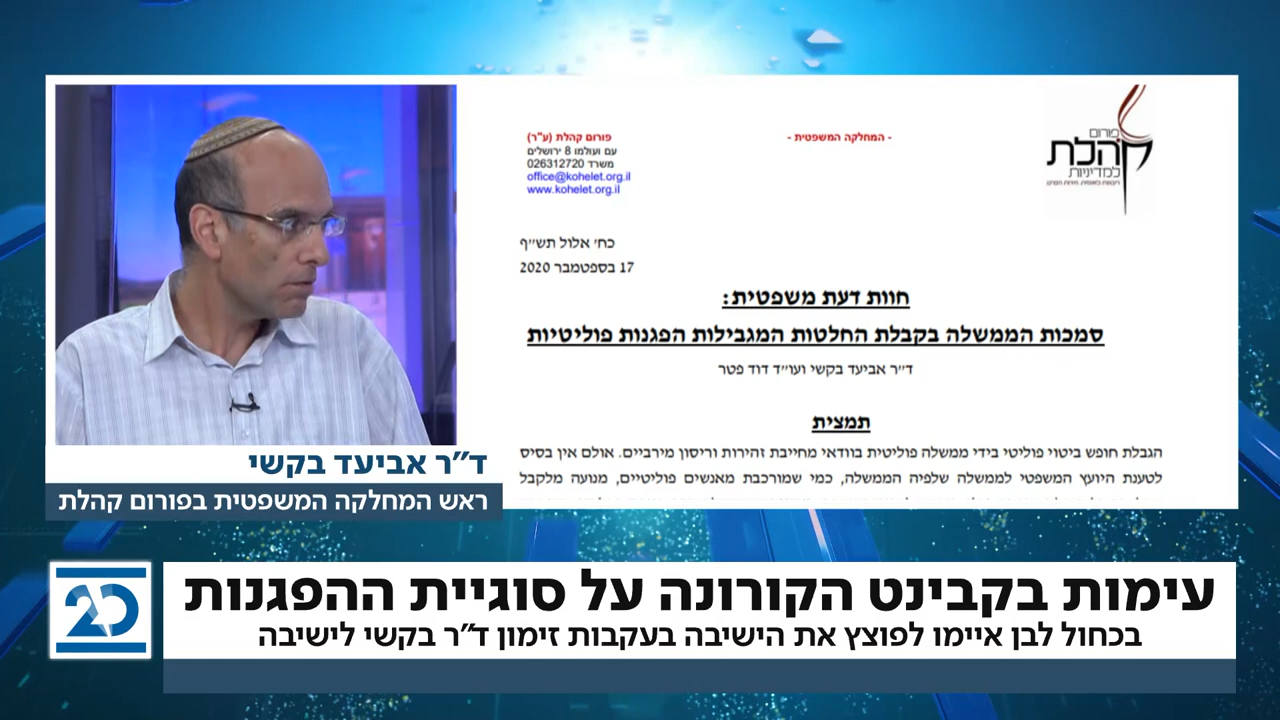 פורום קהלת (ע"ר)
עם ועולמו 8 ירושלים
משרד 026312720
office@kohelet.org.il
www.kohelet.org.il
- המחלקה המשפטית -
פורום
קהלת
למדיניות
כח' אלול תש״ף
17 בספטמבר 2020
חוות דעת משפטית:
סמכות הממשלה בקבלת החלטות המגבילות הפגנות פוליטיות
ד״ר אביעד בקשי ועו״ד דוד פטר
תמצית
הגבלת חופש ביטוי פוליטי בידי ממשלה פוליטית בוודאי מחייבת זהירות וריסון מירביים. אולם אין בסיס
לטענת היועץ המשפטי לממשלה שלפיה הממשלה, כמי שמורכבת מאנשים פוליטיים, מנועה מלקבל
ד״ר אביעד בקשי
ראש המחלקה המשפטית בפורום קהלת
20
עימות בקבינט הקורונה על סוגיית ההפגנות
בכחול לבן איימו לפוצץ את הישיבה בעקבות זימון ד״ר בקשי לישיבה